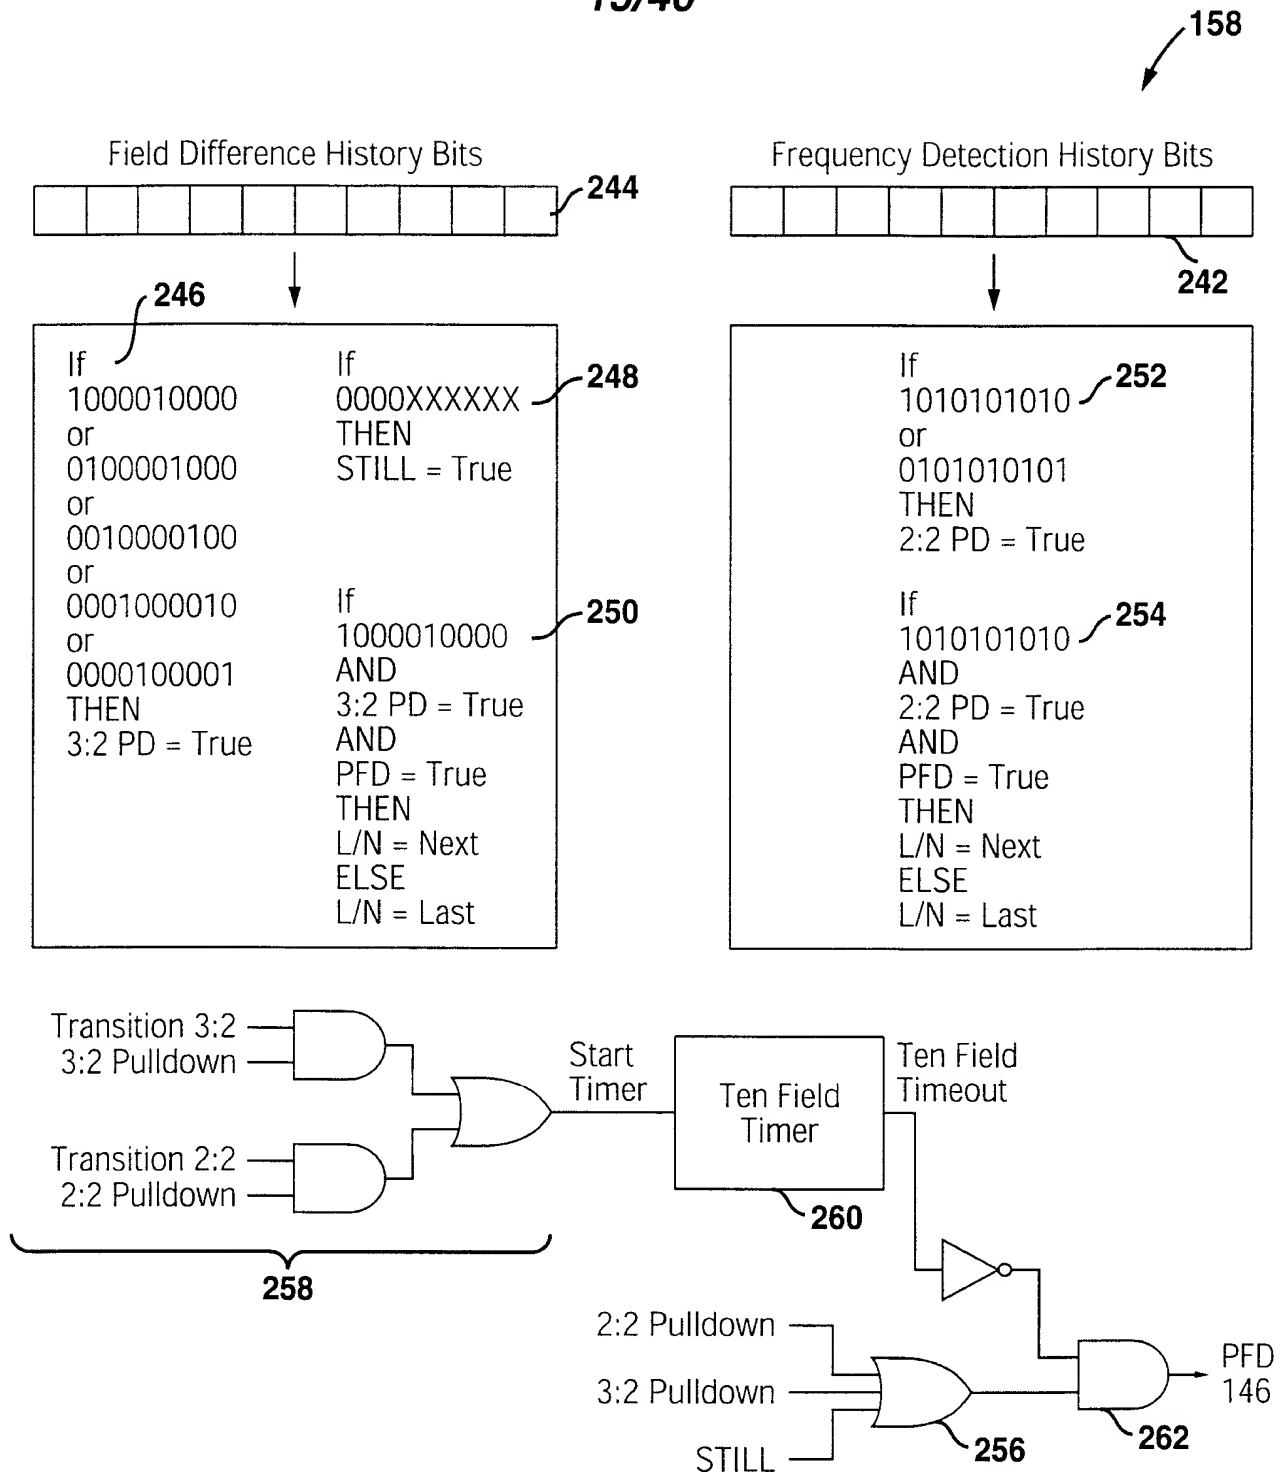 158
Field Difference History Bits
244
Frequency Detection History Bits
242
246
If
1000010000
or
0100001000
or
0010000100
or
0001000010
or
0000100001
THEN
3:2 PD = True
If
0000XXXXXX
248
THEN
STILL = True
If
1000010000
250
AND
3:2 PD = True
AND
PFD = True
THEN
L/N = Next
ELSE
L/N = Last
If
1010101010
252
or
0101010101
THEN
2:2 PD = True
If
1010101010
254
AND
2:2 PD = True
AND
PFD = True
THEN
L/N = Next
ELSE
L/N = Last
Transition 3:2
3:2 Pulldown
Transition 2:2
2:2 Pulldown
258
Start
Timer
Ten Field
Timer
260
Ten Field
Timeout
2:2 Pulldown
3:2 Pulldown
STILL
256
262
PFD
146